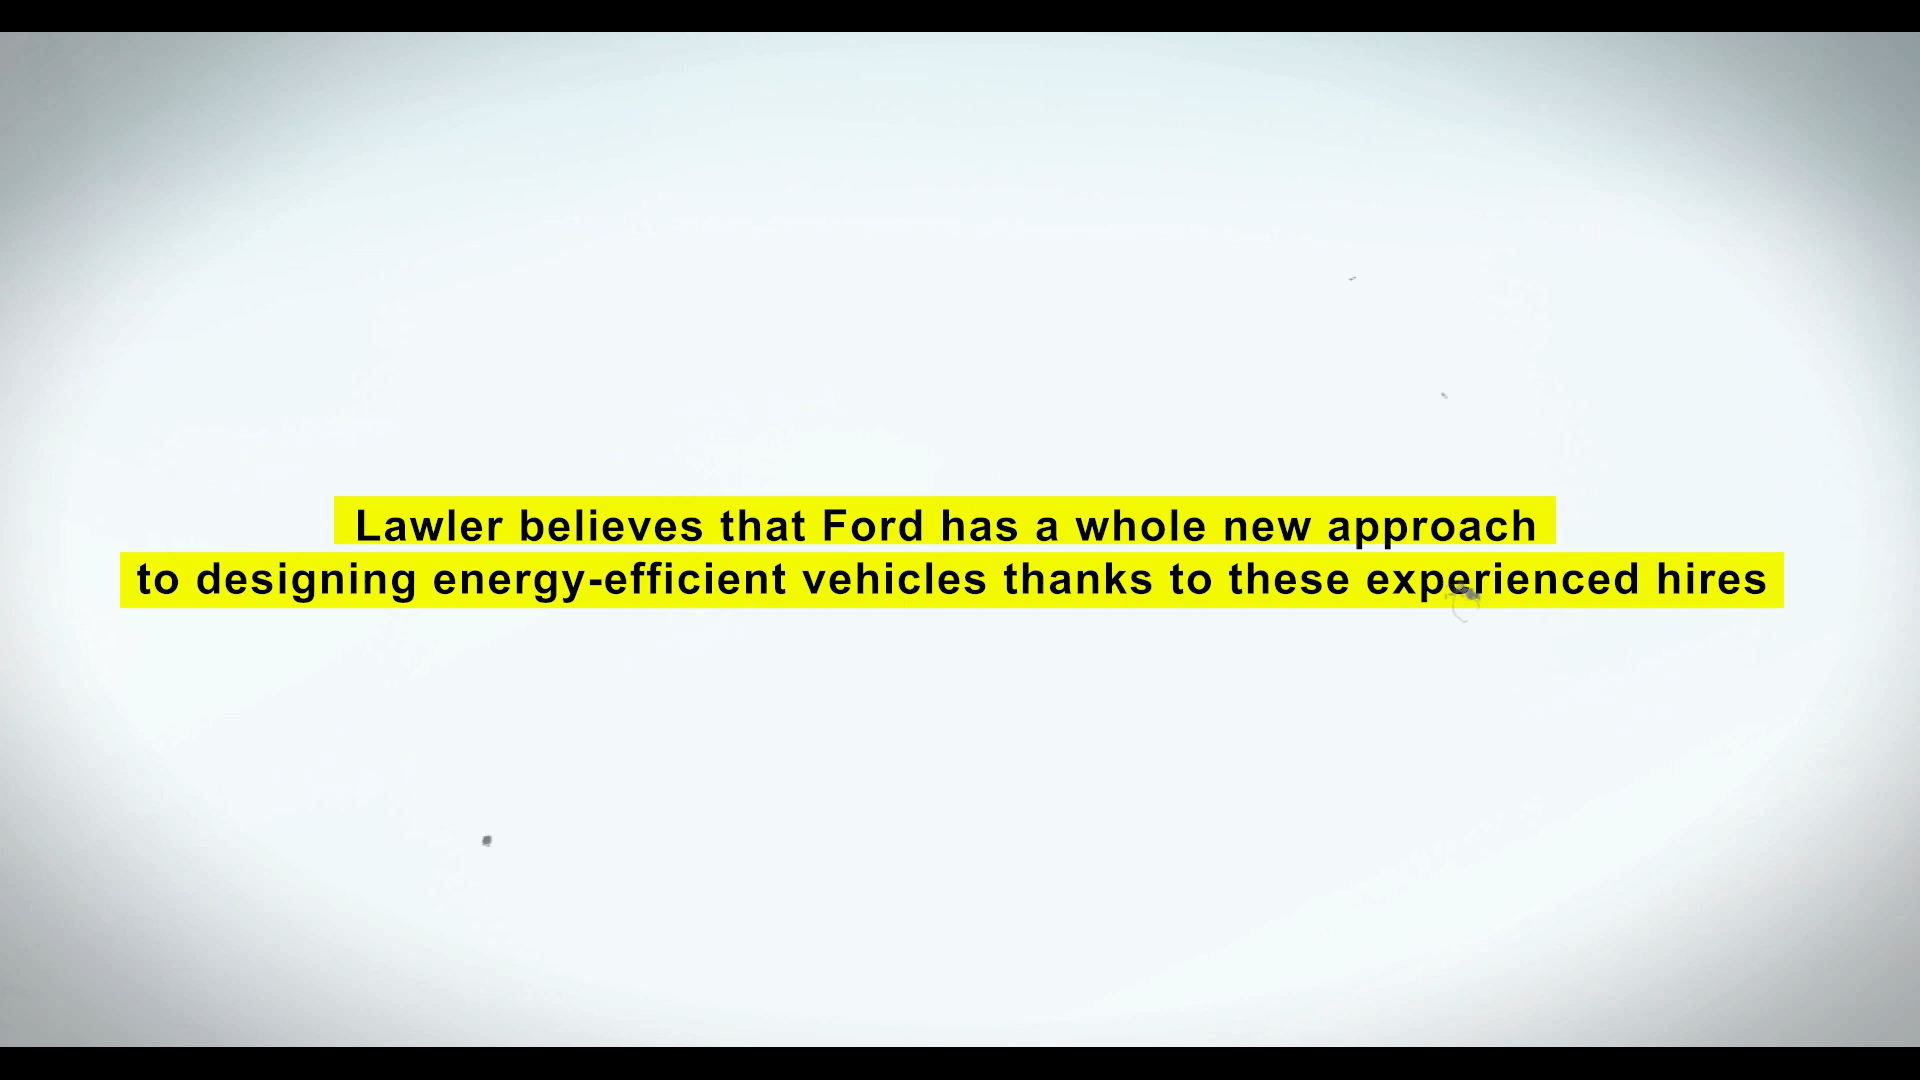 Lawler believes that Ford has a whole new approach
to designing energy-efficient vehicles thanks to these experienced hires